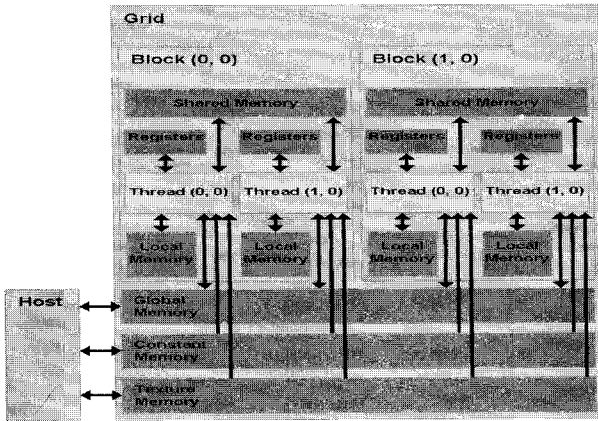 Grid
Block (0, 0)
Block (1, 0)
Shared Memory
Shared Memory
Registers
Registers
Registers
Registers
Thread (0, 0)
Thread (1, 0)
Thread (0, 0)
Thread (1, 0)
Local
Memory
Local
Memory
Local
Memory
Local
Memory
Host
Global
Memory
Constant
Memory
Texture
Memory